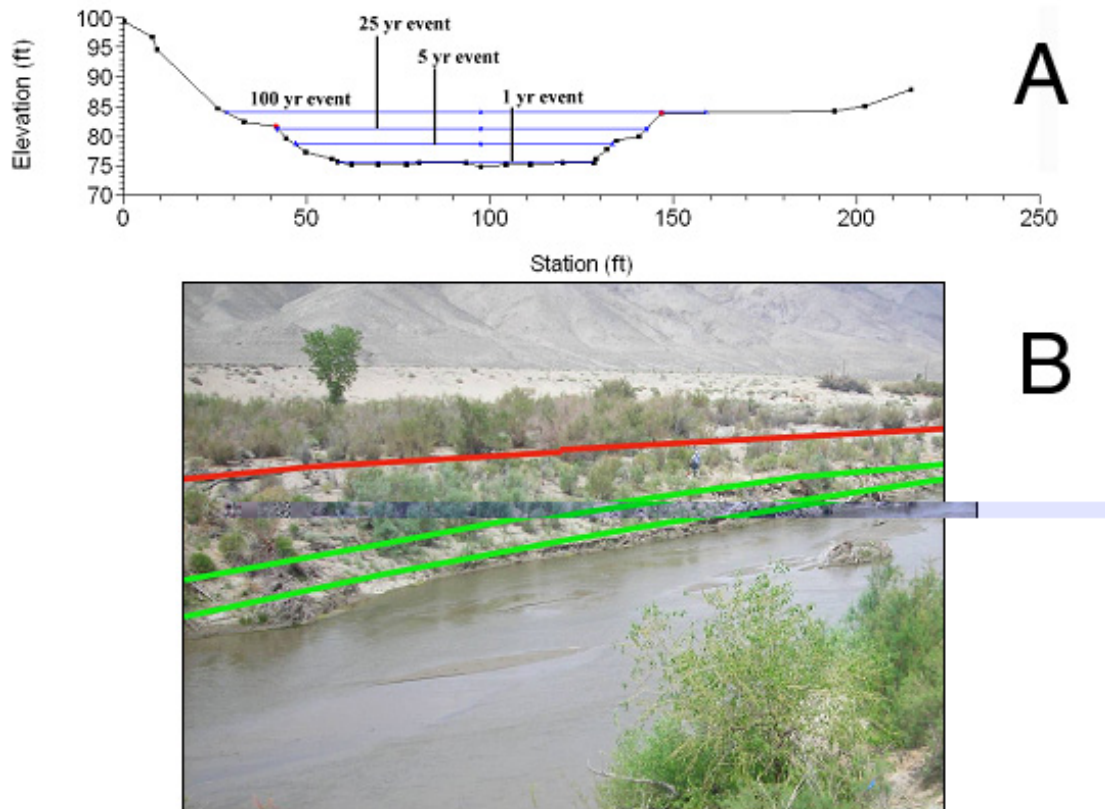 100
95
90
85
80
75
70
Elevation (ft)
25 yr event
5 yr event
100 yr event
1 yr event
A
0 50 100 150 200 250
Station (ft)
B